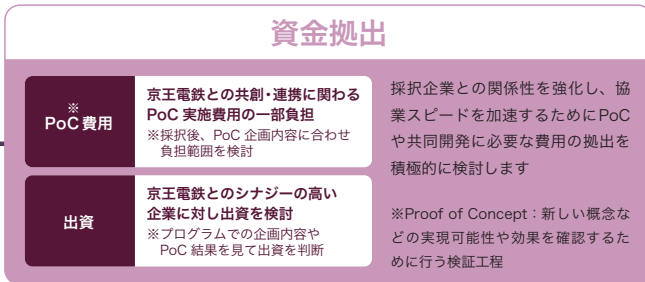 資金拠出
※
PoC 費用
京王電鉄との共創・連携に関わる
PoC 実施費用の一部負担
※採択後、PoC 企画内容に合わせ
負担範囲を検討
出資
京王電鉄とのシナジーの高い
企業に対し出資を検討
※プログラムでの企画内容や
PoC 結果を見て出資を判断
採択企業との関係性を強化し、協
業スピードを加速するためにPoC
や共同開発に必要な費用の拠出を
積極的に検討します
※Proof of Concept：新しい概念な
どの実現可能性や効果を確認するた
めに行う検証工程